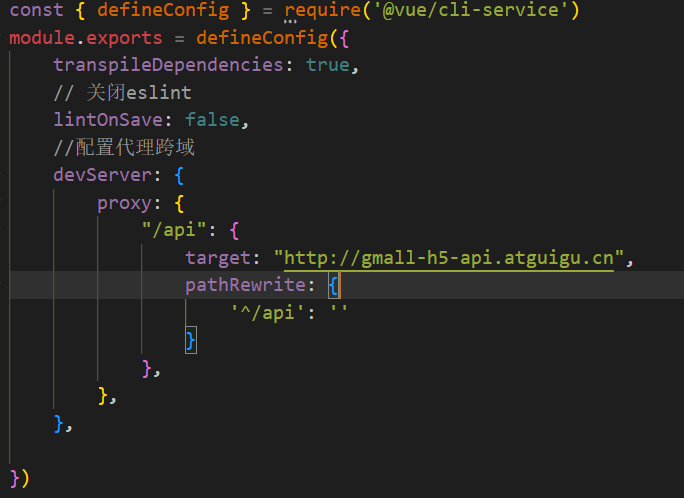 const { defineConfig } = require('@vue/cli-service')
module.exports = defineConfig({
transpileDependencies: true,
// 关闭eslint
lintOnSave: false,
//配置代理跨域
devServer: {
proxy: {
"/api": {
target: "http://gmall-h5-api.atguigu.cn",
pathRewrite: {
'^/api': ''
}
},
},
},
})